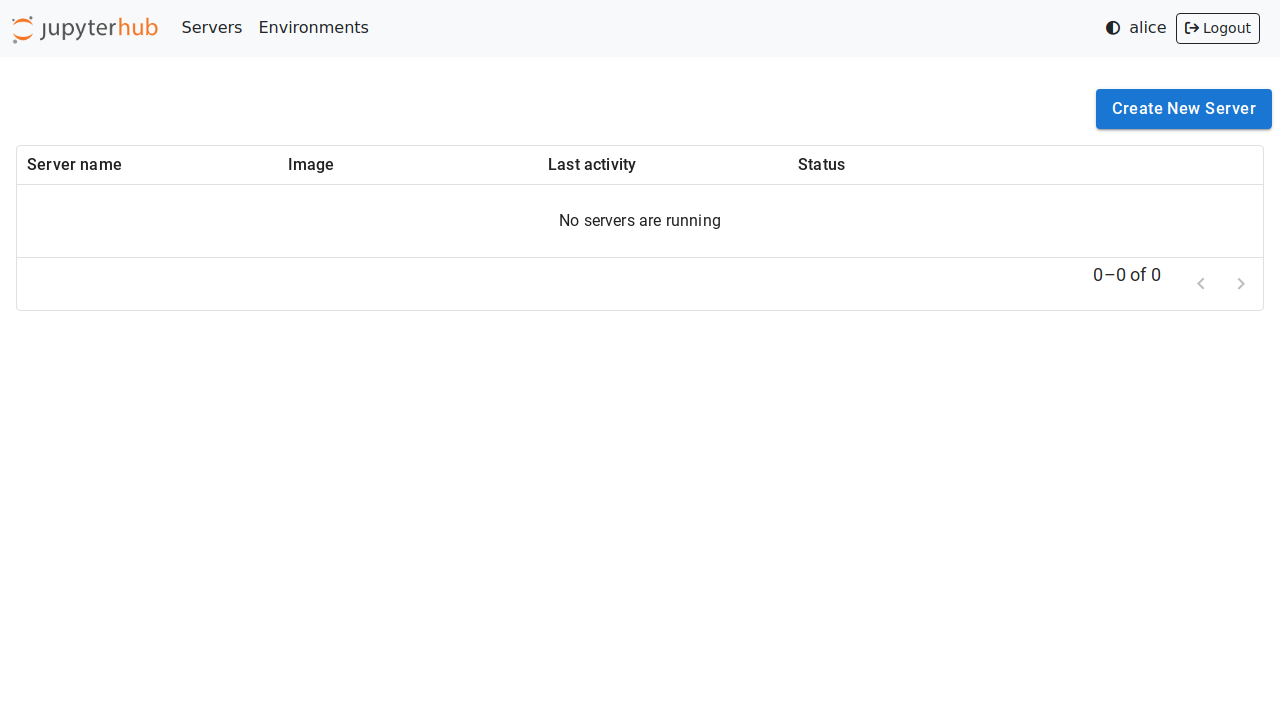 jupyterhub Servers Environments alice Logout
Create New Server
Server name Image Last activity Status
No servers are running
0–0 of 0